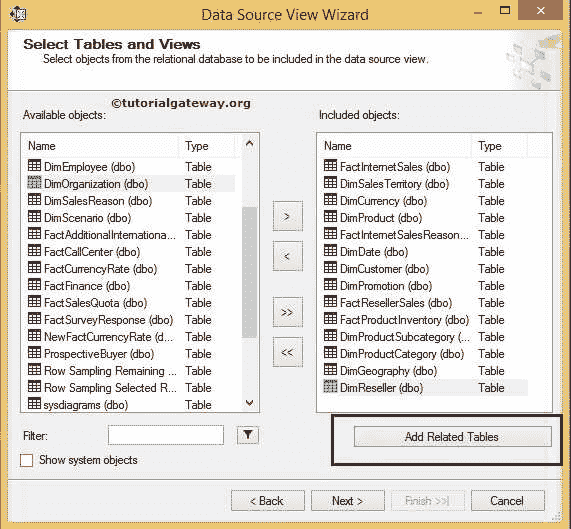 Data Source View Wizard
Select Tables and Views
Select objects from the relational database to be included in the data source view.
©tutorialgateway.org
Available objects:
Name Type
DimEmployee (dbo) Table
DimOrganization (dbo) Table
DimSalesReason (dbo) Table
DimScenario (dbo) Table
FactAdditionalInternationa... Table
FactCallCenter (dbo) Table
FactCurrencyRate (dbo) Table
FactFinance (dbo) Table
FactSalesQuota (dbo) Table
FactSurveyResponse (dbo) Table
NewFactCurrencyRate (d... Table
ProspectiveBuyer (dbo) Table
Row Sampling Remaining ... Table
Row Sampling Selected R... Table
sysdiagrams (dbo) Table
>
<
>>
<<
Included objects:
Name Type
FactInternetSales (dbo) Table
DimSalesTerritory (dbo) Table
DimCurrency (dbo) Table
DimProduct (dbo) Table
FactInternetSalesReason... Table
DimDate (dbo) Table
DimCustomer (dbo) Table
DimPromotion (dbo) Table
FactResellerSales (dbo) Table
FactProductInventory (dbo) Table
DimProductSubcategory (... Table
DimProductCategory (dbo) Table
DimGeography (dbo) Table
DimReseller (dbo) Table
Filter:
Add Related Tables
Show system objects
< Back Next > Finish >>| Cancel